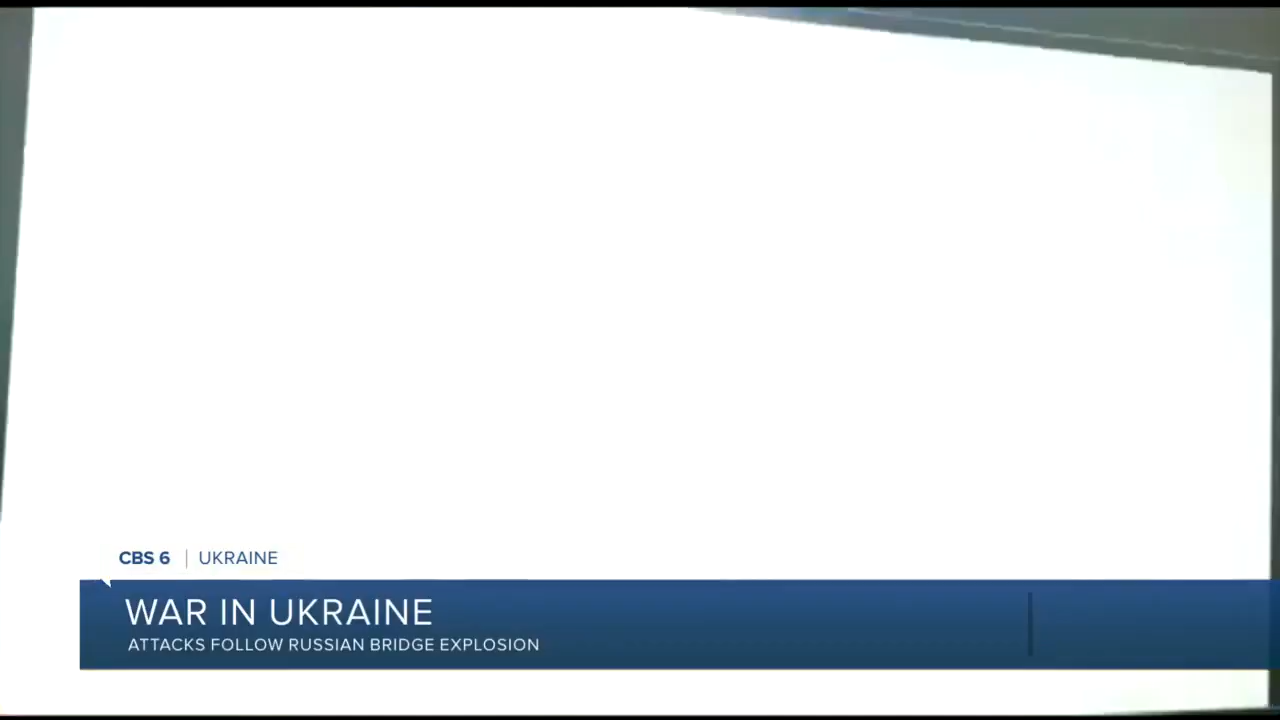 CBS 6 | UKRAINE
WAR IN UKRAINE
ATTACKS FOLLOW RUSSIAN BRIDGE EXPLOSION